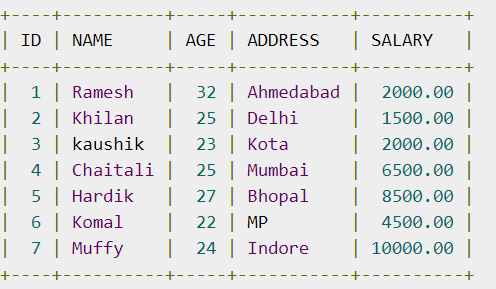 +----+----------+-----+-----------+----------+
| ID | NAME     | AGE | ADDRESS   | SALARY   |
+----+----------+-----+-----------+----------+
|  1 | Ramesh   |  32 | Ahmedabad |  2000.00 |
|  2 | Khilan   |  25 | Delhi     |  1500.00 |
|  3 | kaushik  |  23 | Kota      |  2000.00 |
|  4 | Chaitali |  25 | Mumbai    |  6500.00 |
|  5 | Hardik   |  27 | Bhopal    |  8500.00 |
|  6 | Komal    |  22 | MP        |  4500.00 |
|  7 | Muffy    |  24 | Indore    | 10000.00 |
+----+----------+-----+-----------+----------+